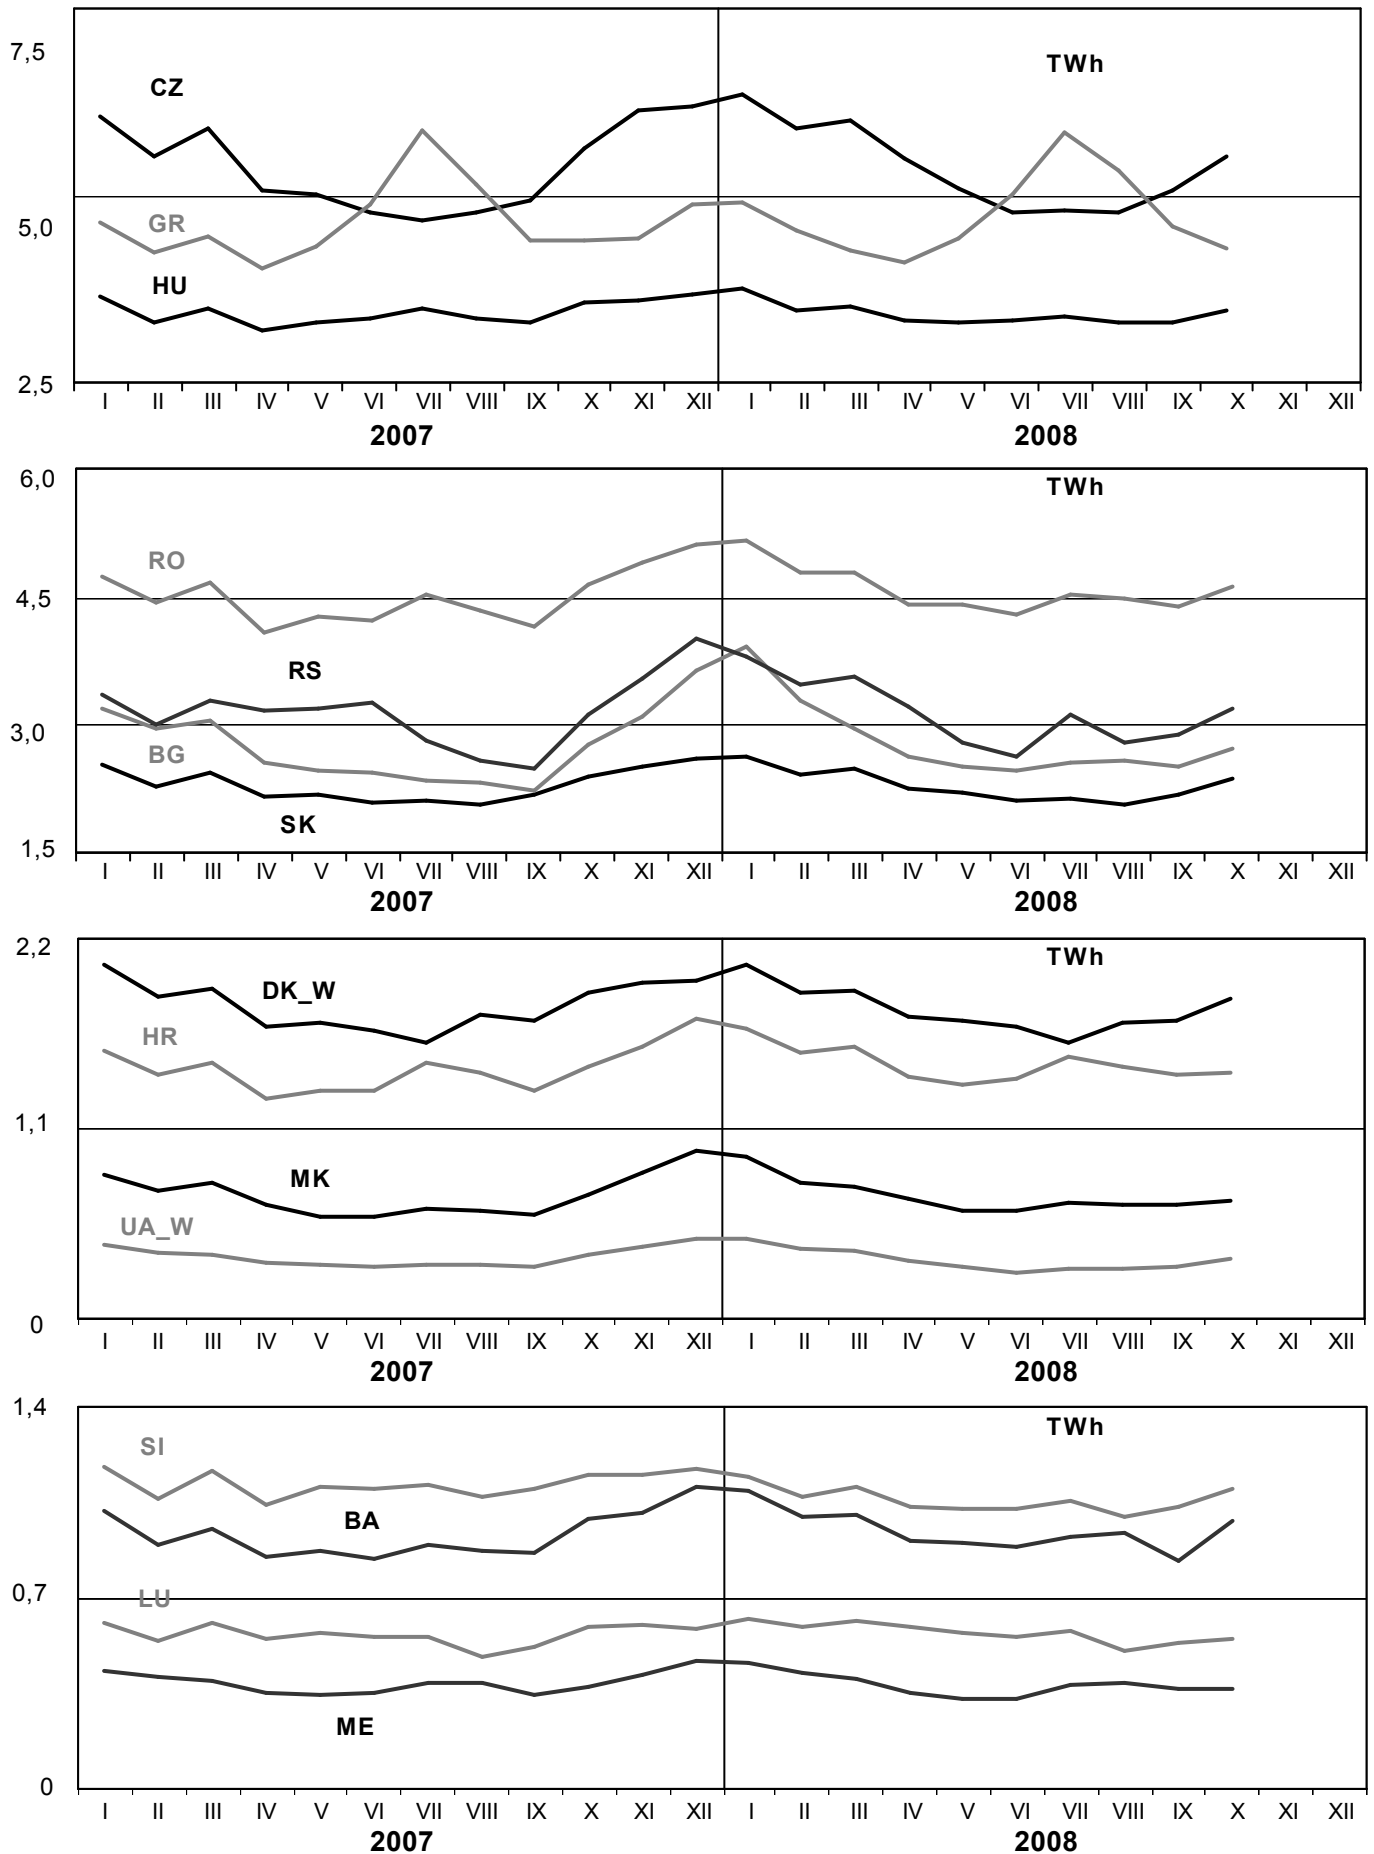 7,5
TWh
CZ
GR
5,0
HU
2,5
I II III IV V VI VII VIII IX X XI XII I II III IV V VI VII VIII IX X XI XII
2007 2008
6,0
TWh
RO
4,5
RS
3,0
BG
SK
1,5
I II III IV V VI VII VIII IX X XI XII I II III IV V VI VII VIII IX X XI XII
2007 2008
2,2
TWh
DK_W
HR
1,1
MK
UA_W
0
I II III IV V VI VII VIII IX X XI XII I II III IV V VI VII VIII IX X XI XII
2007 2008
1,4
TWh
SI
BA
0,7
LU
ME
0
I II III IV V VI VII VIII IX X XI XII I II III IV V VI VII VIII IX X XI XII
2007 2008